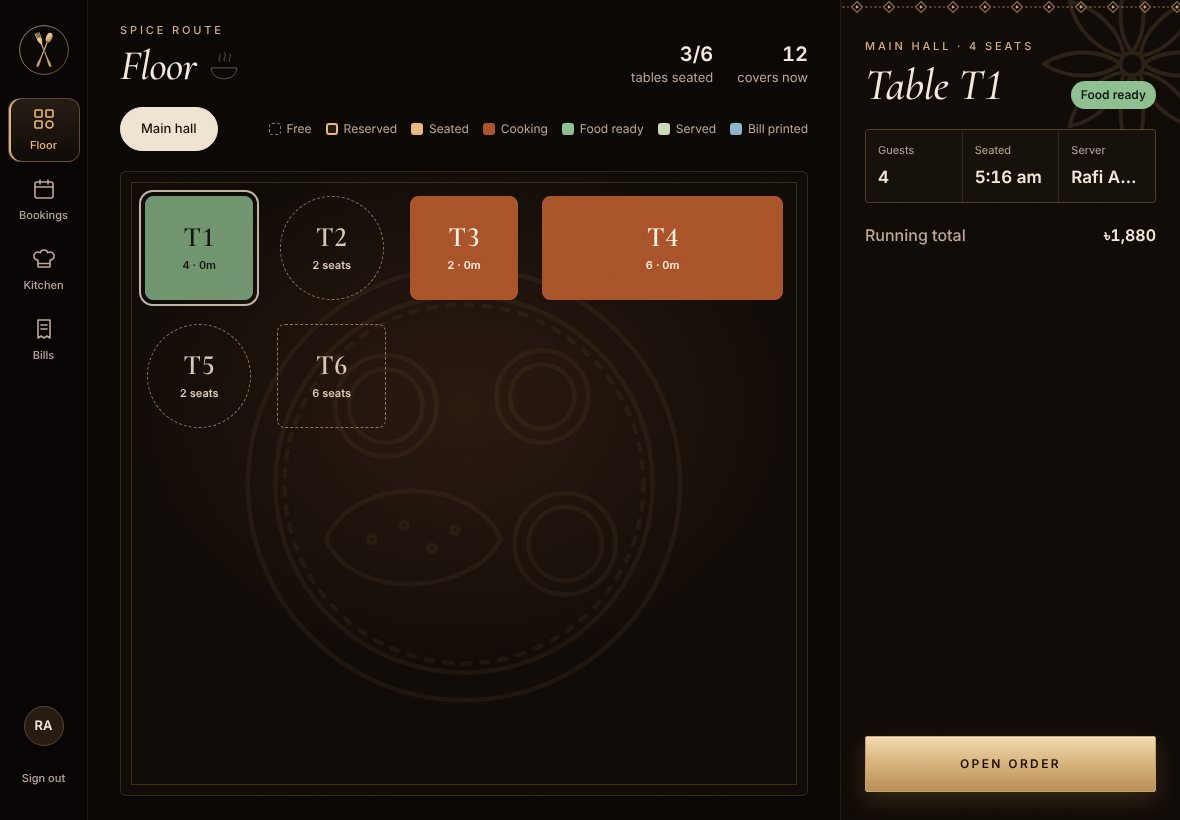 SPICE ROUTE
Floor
3/6
tables seated
12
covers now
Main hall
Free
Reserved
Seated
Cooking
Food ready
Served
Bill printed
Floor
Bookings
Kitchen
Bills
RA
Sign out
T1
4 · 0m
T2
2 seats
T3
2 · 0m
T4
6 · 0m
T5
2 seats
T6
6 seats
MAIN HALL · 4 SEATS
Table T1
Food ready
Guests
4
Seated
5:16 am
Server
Rafi A...
Running total
৳1,880
OPEN ORDER